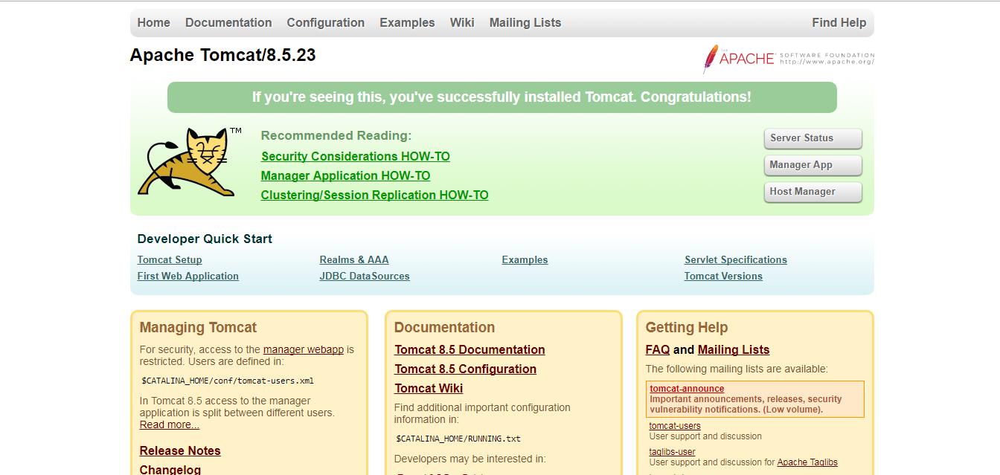 Home Documentation Configuration Examples Wiki Mailing Lists Find Help
Apache Tomcat/8.5.23
THE APACHE® SOFTWARE FOUNDATION
http://www.apache.org/
If you're seeing this, you've successfully installed Tomcat. Congratulations!
TM
Recommended Reading:
Security Considerations HOW-TO
Manager Application HOW-TO
Clustering/Session Replication HOW-TO
Server Status
Manager App
Host Manager
Developer Quick Start
Tomcat Setup
First Web Application
Realms & AAA
JDBC DataSources
Examples
Servlet Specifications
Tomcat Versions
Managing Tomcat
For security, access to the manager webapp is
restricted. Users are defined in:
$CATALINA_HOME/conf/tomcat-users.xml
In Tomcat 8.5 access to the manager
application is split between different users.
Read more...
Release Notes
Changelog
Documentation
Tomcat 8.5 Documentation
Tomcat 8.5 Configuration
Tomcat Wiki
Find additional important configuration
information in:
$CATALINA_HOME/RUNNING.txt
Developers may be interested in:
Getting Help
FAQ and Mailing Lists
The following mailing lists are available:
tomcat-announce
Important announcements, releases, security
vulnerability notifications. (Low volume).
tomcat-users
User support and discussion
taglibs-user
User support and discussion for Apache Taglibs